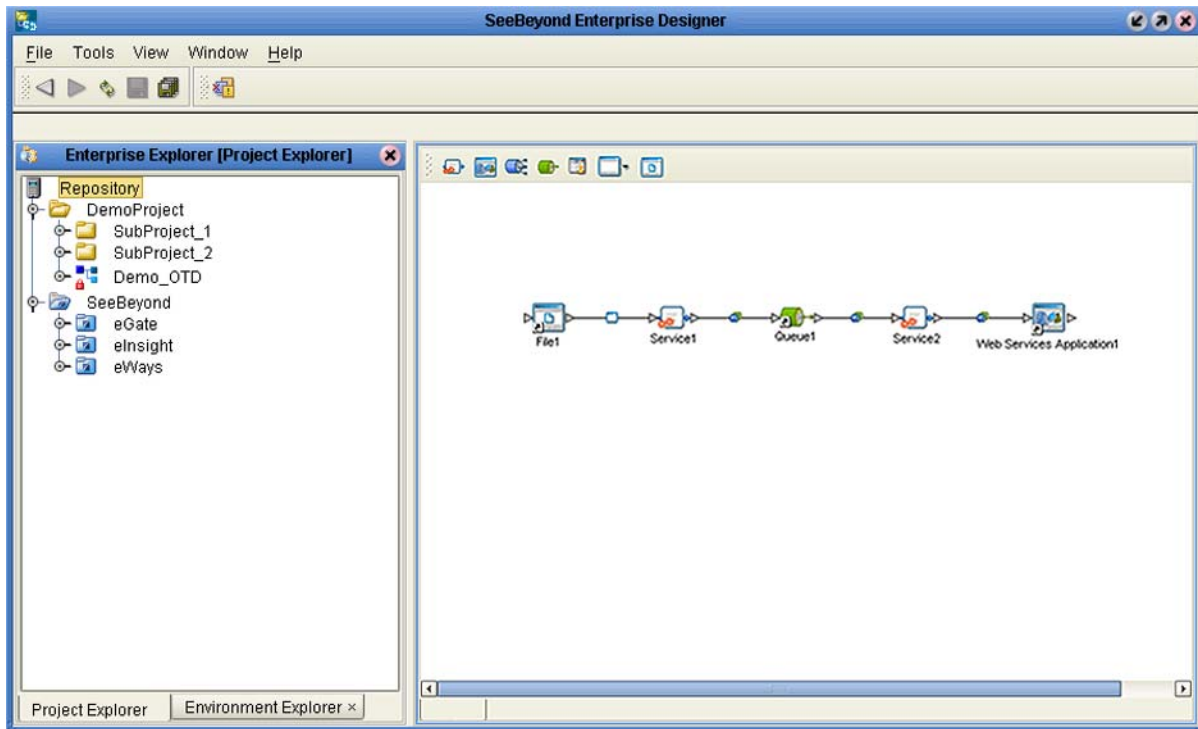 SeeBeyond Enterprise Designer
File Tools View Window Help
Enterprise Explorer [Project Explorer]
Repository
DemoProject
SubProject_1
SubProject_2
Demo_OTD
SeeBeyond
eGate
eInsight
eWays
File1
Service1
Queue1
Service2
Web Services Application1
Project Explorer
Environment Explorer ×